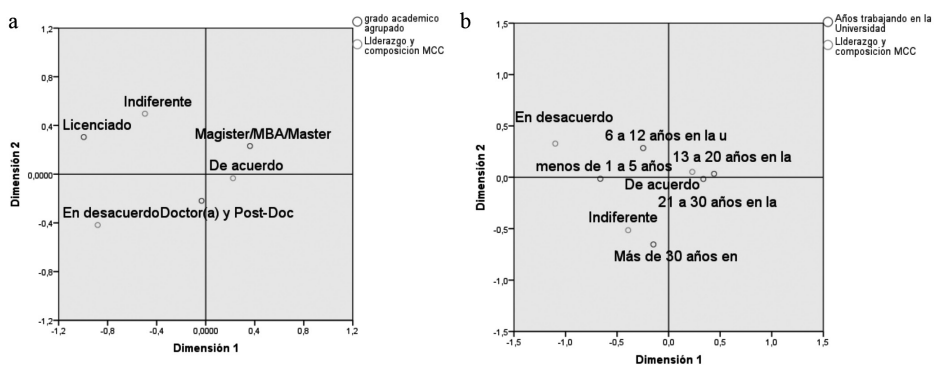 a
grado academico
agrupado
LIderazgo y
composicion MCC
Dimensión 2
1,2
0,8
0,4
0,0000
-0,4
-0,8
-1,2
Indiferente
Licenciado
Magister/MBA/Master
De acuerdo
En desacuerdo
Doctor(a) y Post-Doc
-1,2
-0,8
-0,4
0,0000
0,4
0,8
1,2
Dimensión 1
b
Años trabajando en la
Universidad
LIderazgo y
composicion MCC
Dimensión 2
1,5
1,0
0,5
0,0
-0,5
-1,0
-1,5
En desacuerdo
6 a 12 años en la u
13 a 20 años en la
menos de 1 a 5 años
De acuerdo
21 a 30 años en la
Indiferente
Más de 30 años en
-1,5
-1,0
-0,5
0,0
0,5
1,0
1,5
Dimensión 1